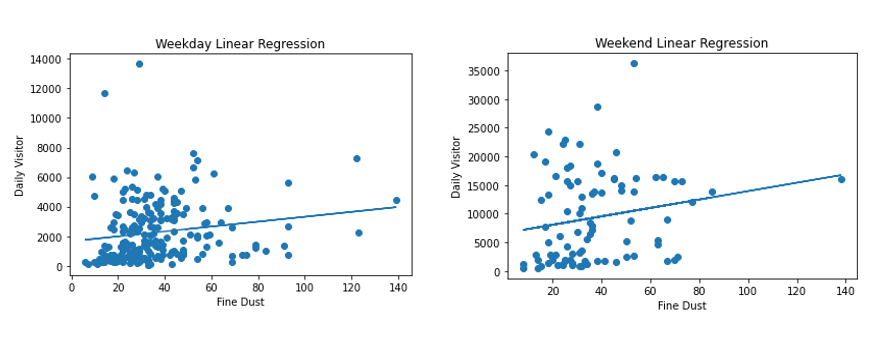 Weekday Linear Regression
14000
12000
10000
8000
6000
4000
2000
0
Daily Visitor
0 20 40 60 80 100 120 140
Fine Dust
Weekend Linear Regression
35000
30000
25000
20000
15000
10000
5000
0
Daily Visitor
20 40 60 80 100 120 140
Fine Dust